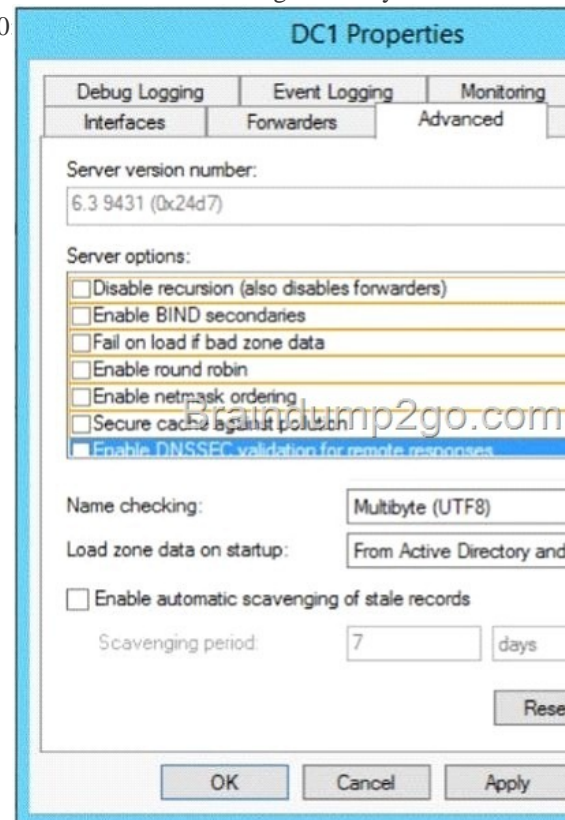 DC1 Properties
Debug Logging Event Logging Monitoring
Interfaces Forwarders Advanced
Server version number:
6.3 9431 (0x24d7)
Server options:
Disable recursion (also disables forwarders)
Enable BIND secondaries
Fail on load if bad zone data
Enable round robin
Enable netmask ordering
Secure cache against pollution
Braindump2go.com
Enable DNSSEC validation for remote responses
Name checking: Multibyte (UTF8)
Load zone data on startup: From Active Directory and
Enable automatic scavenging of stale records
Scavenging period: 7 days
Rese
OK Cancel Apply